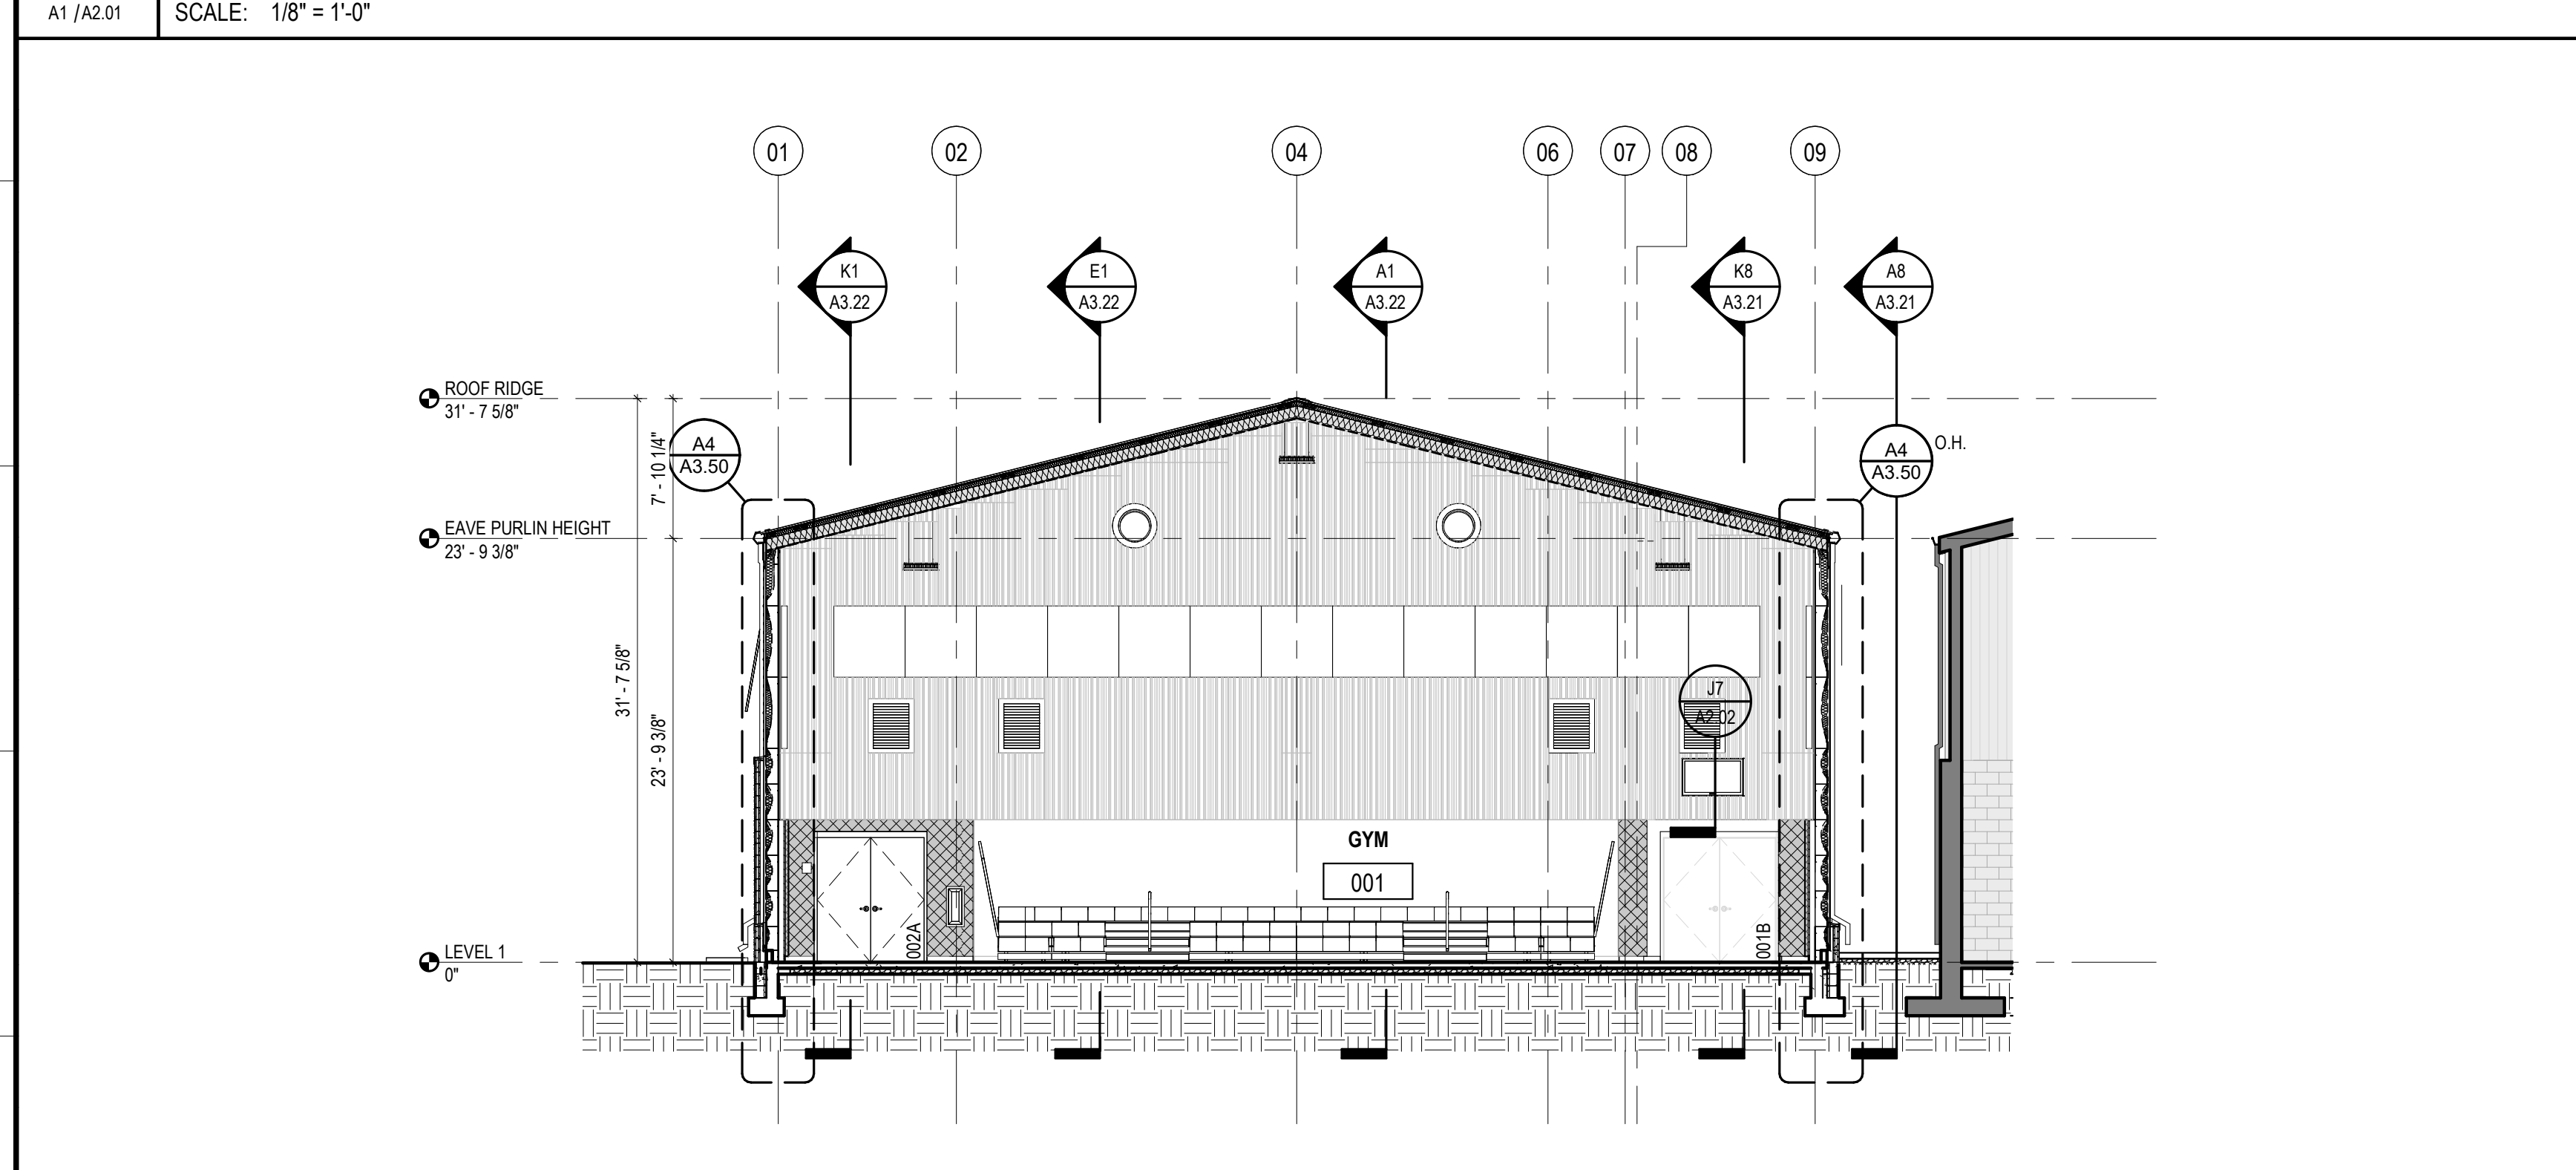 A1 / A2.01
SCALE: 1/8" = 1'-0"
01
02
04
06
07
08
09
K1
A3.22
E1
A3.22
A1
A3.22
K8
A3.21
A8
A3.21
ROOF RIDGE
31' - 7 5/8"
A4
A3.50
A4
A3.50
O.H.
7' - 10 1/4"
EAVE PURLIN HEIGHT
23' - 9 3/8"
31' - 7 5/8"
23' - 9 3/8"
J7
A2.02
GYM
001
002A
001B
LEVEL 1
0"